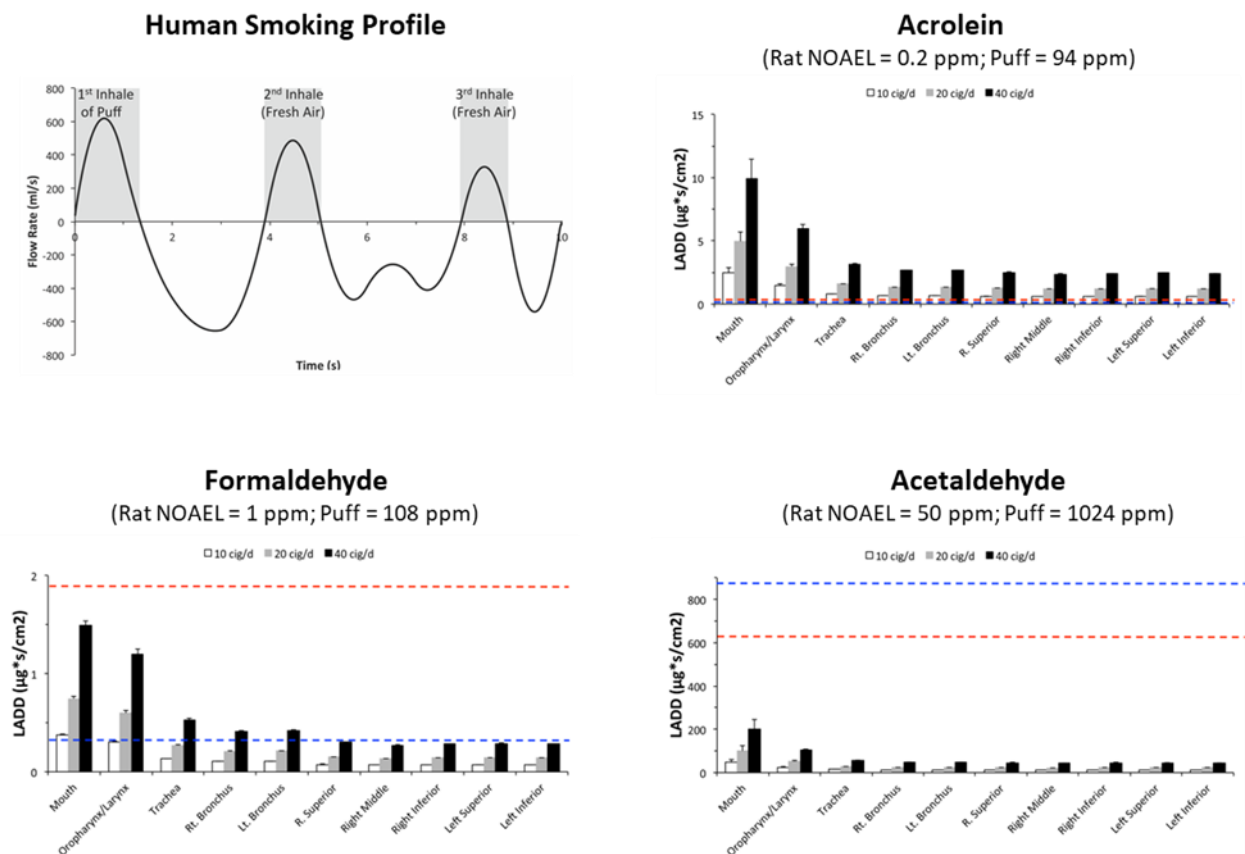 Human Smoking Profile
1st Inhale of Puff
2nd Inhale (Fresh Air)
3rd Inhale (Fresh Air)
Flow Rate (ml/s)
800
600
400
200
0
-200
-400
-600
-800
0
2
4
6
8
10
Time (s)
Acrolein
(Rat NOAEL = 0.2 ppm; Puff = 94 ppm)
10 cig/d
20 cig/d
40 cig/d
LADD (µg*s/cm2)
15
10
5
0
Mouth
Oropharynx/Larynx
Trachea
Rt. Bronchus
Lt. Bronchus
R. Superior
Right Middle
Right Inferior
Left Superior
Left Inferior
Formaldehyde
(Rat NOAEL = 1 ppm; Puff = 108 ppm)
10 cig/d
20 cig/d
40 cig/d
LADD (µg*s/cm2)
2
1
0
Mouth
Oropharynx/Larynx
Trachea
Rt. Bronchus
Lt. Bronchus
R. Superior
Right Middle
Right Inferior
Left Superior
Left Inferior
Acetaldehyde
(Rat NOAEL = 50 ppm; Puff = 1024 ppm)
10 cig/d
20 cig/d
40 cig/d
LADD (µg*s/cm2)
800
600
400
200
0
Mouth
Oropharynx/Larynx
Trachea
Rt. Bronchus
Lt. Bronchus
R. Superior
Right Middle
Right Inferior
Left Superior
Left Inferior